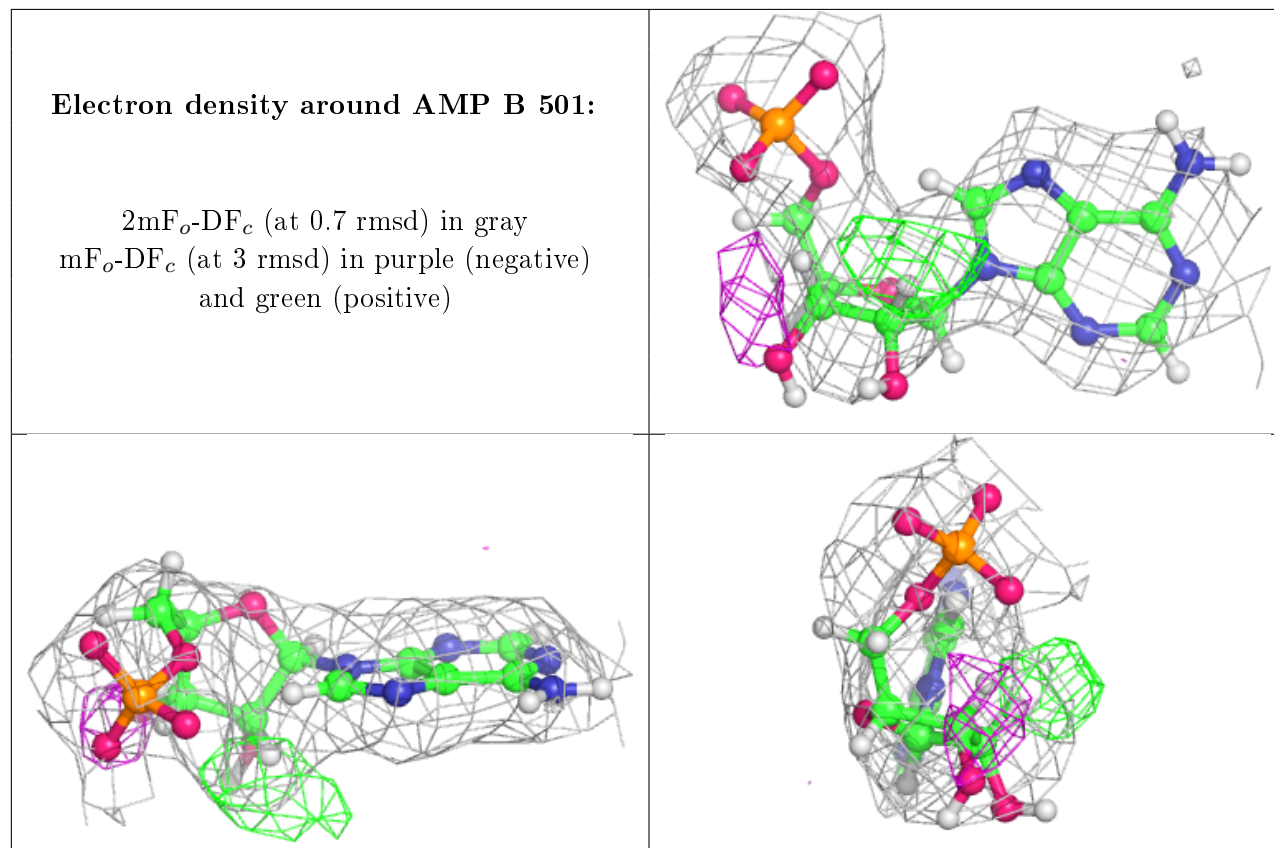 Electron density around AMP B 501:
2mFₒ-DF𝒸 (at 0.7 rmsd) in gray
mFₒ-DF𝒸 (at 3 rmsd) in purple (negative)
and green (positive)